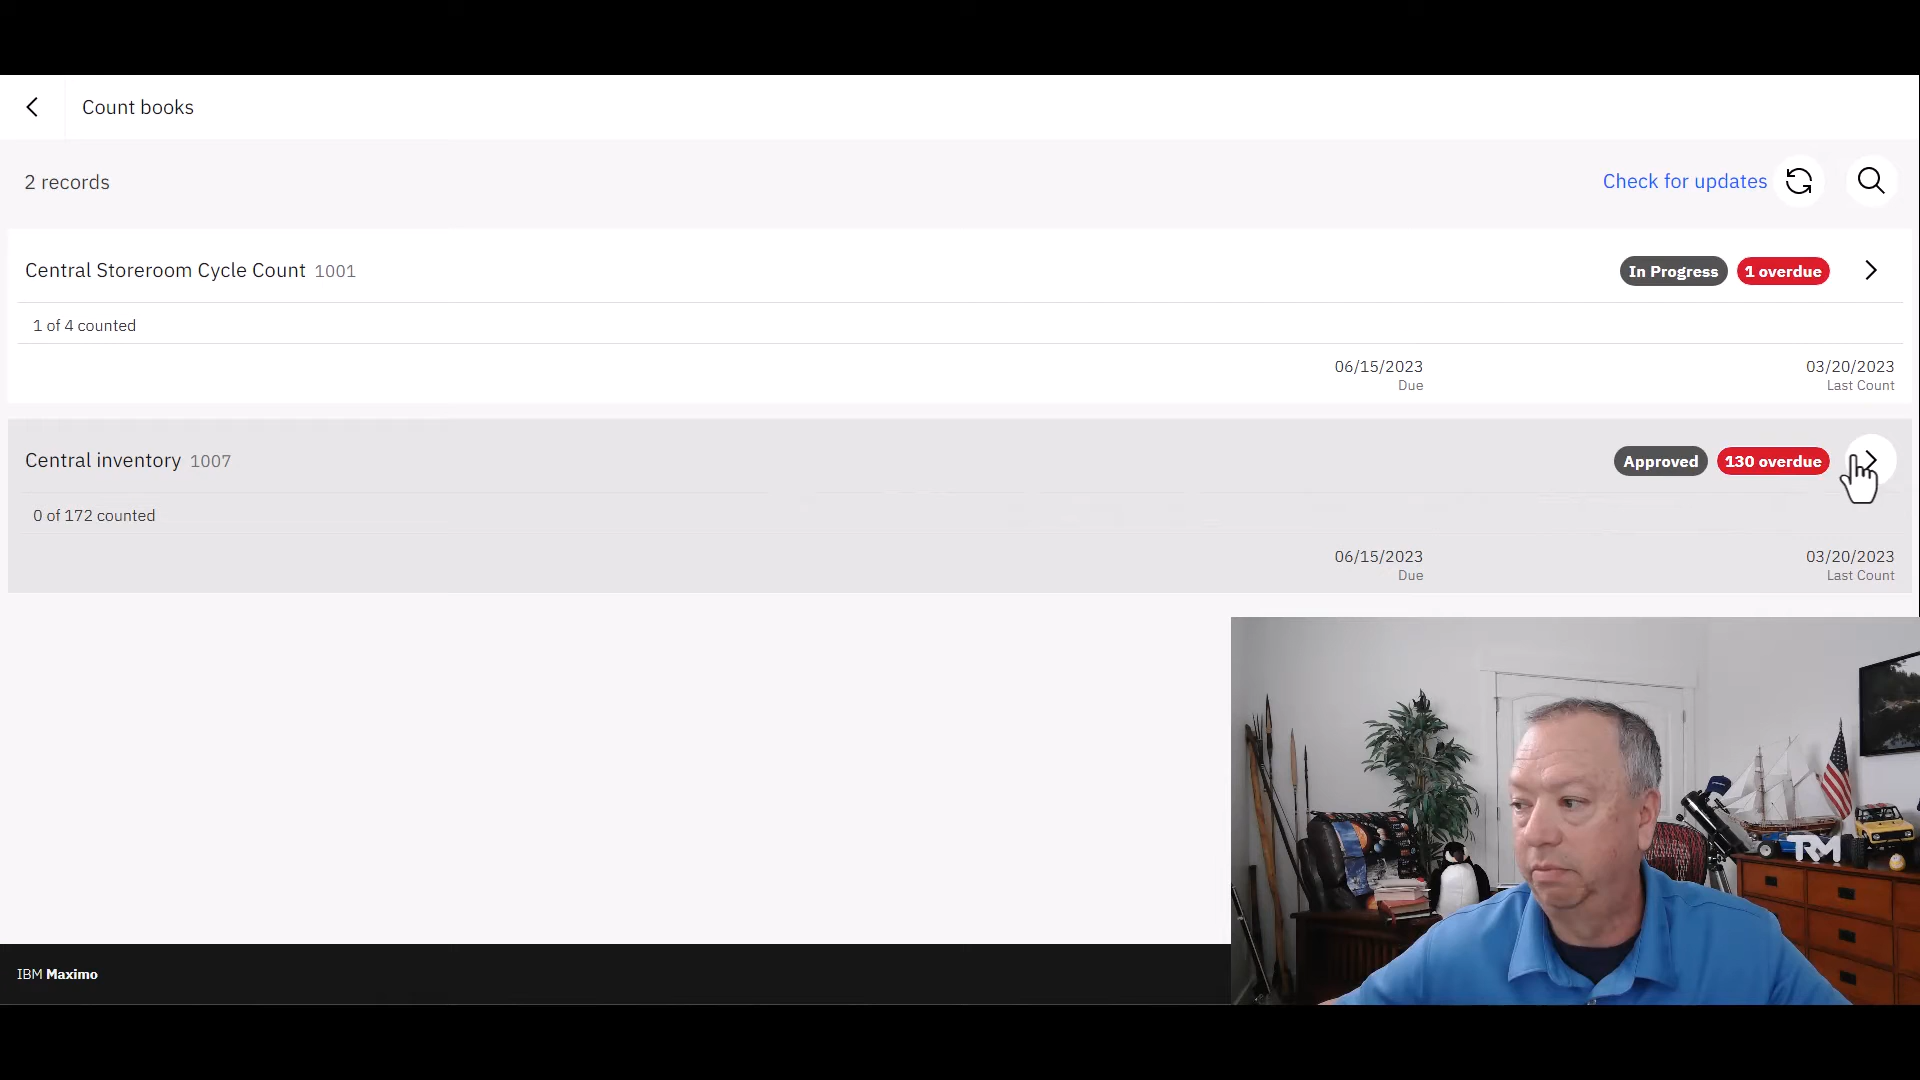 Count books
2 records
Check for updates
Central Storeroom Cycle Count 1001
In Progress
1 overdue
1 of 4 counted
06/15/2023
Due
03/20/2023
Last Count
Central inventory 1007
Approved
130 overdue
0 of 172 counted
06/15/2023
Due
03/20/2023
Last Count
TRM
IBM Maximo